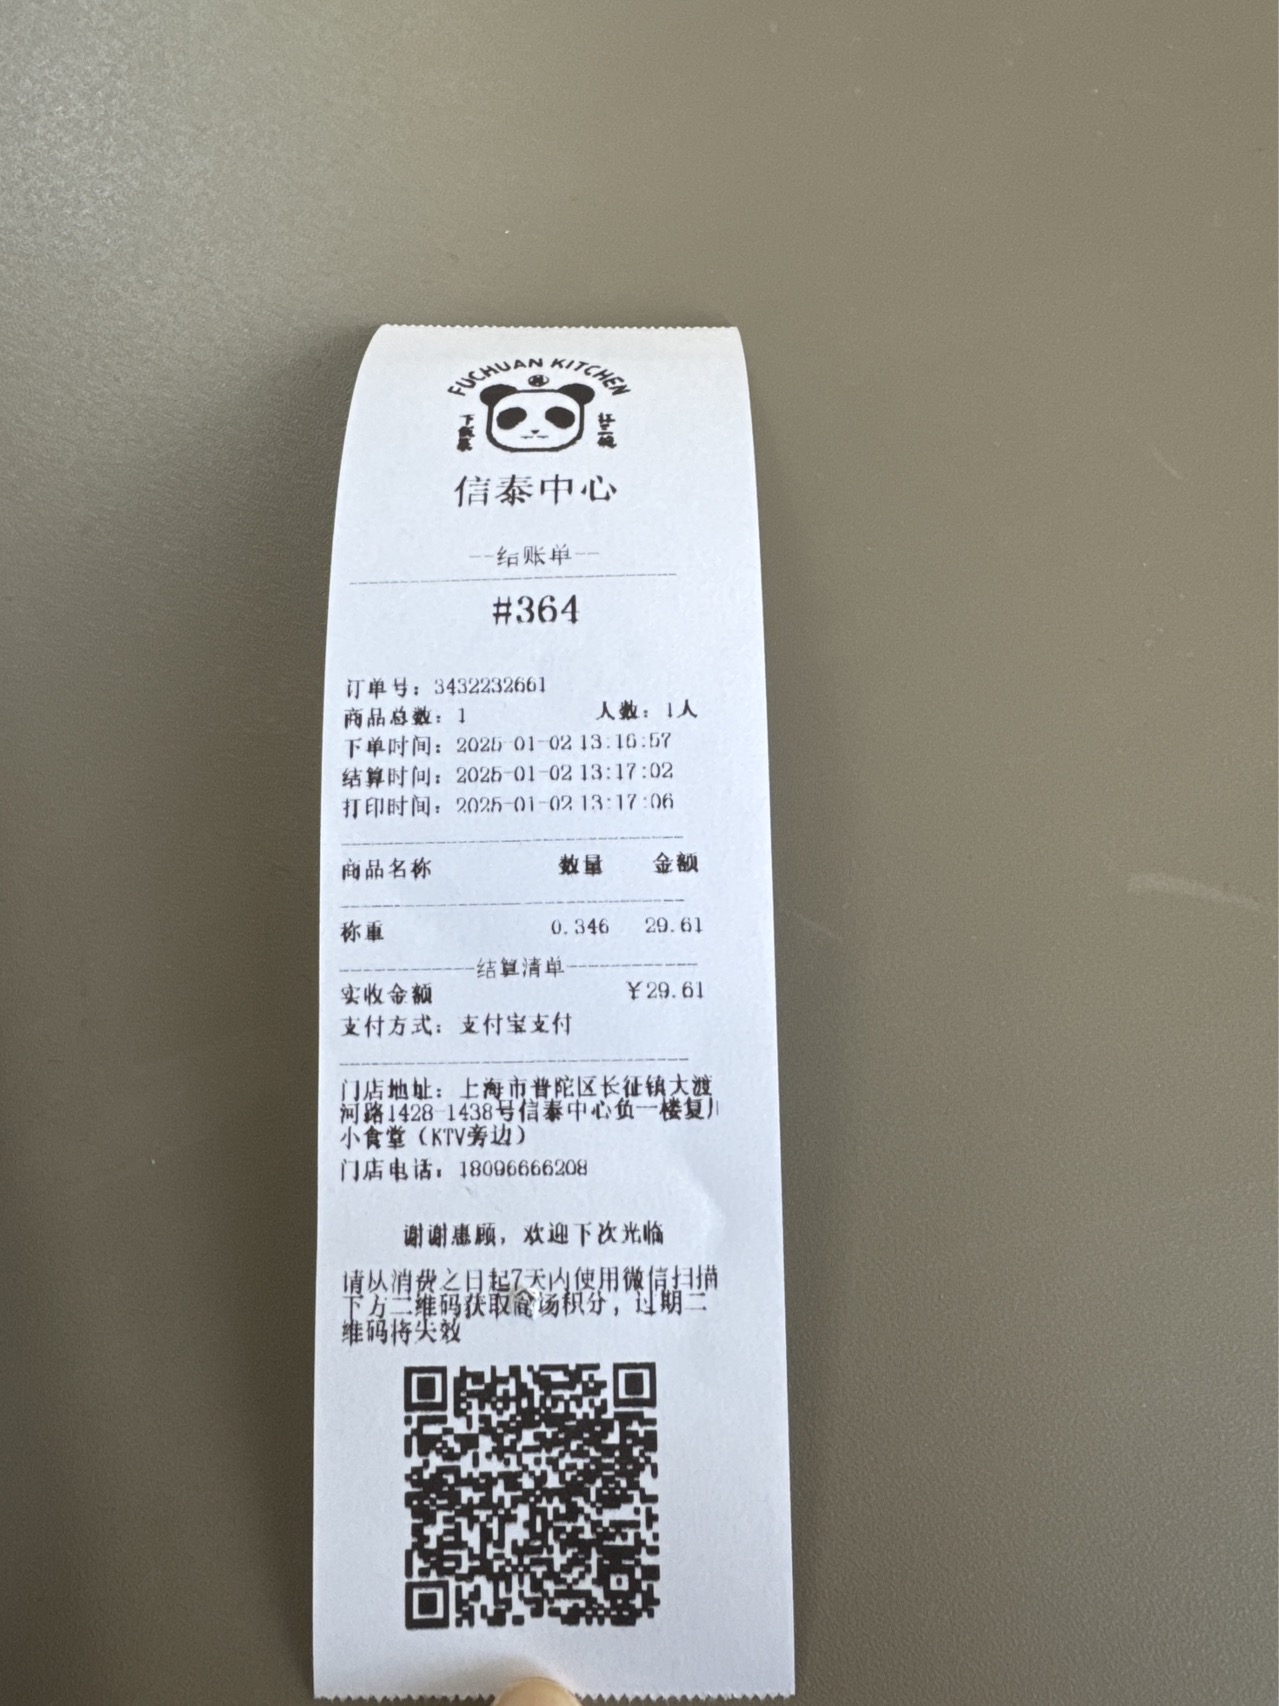 FUCHUAN KITCHEN
下饭菜
扛三碗
信泰中心
--结账单--
#364
订单号：3432232661
商品总数：1 人数：1人
下单时间：2025-01-02 13:16:57
结算时间：2025-01-02 13:17:02
打印时间：2025-01-02 13:17:06
商品名称 数量 金额
称重 0.346 29.61
结算清单
实收金额 ￥29.61
支付方式：支付宝支付
门店地址：上海市普陀区长征镇大渡
河路1428-1438号信泰中心负一楼复川
小食堂（KTV旁边）
门店电话：18096666208
谢谢惠顾，欢迎下次光临
请从消费之日起7天内使用微信扫描
下方二维码获取商场积分，过期二
维码将失效